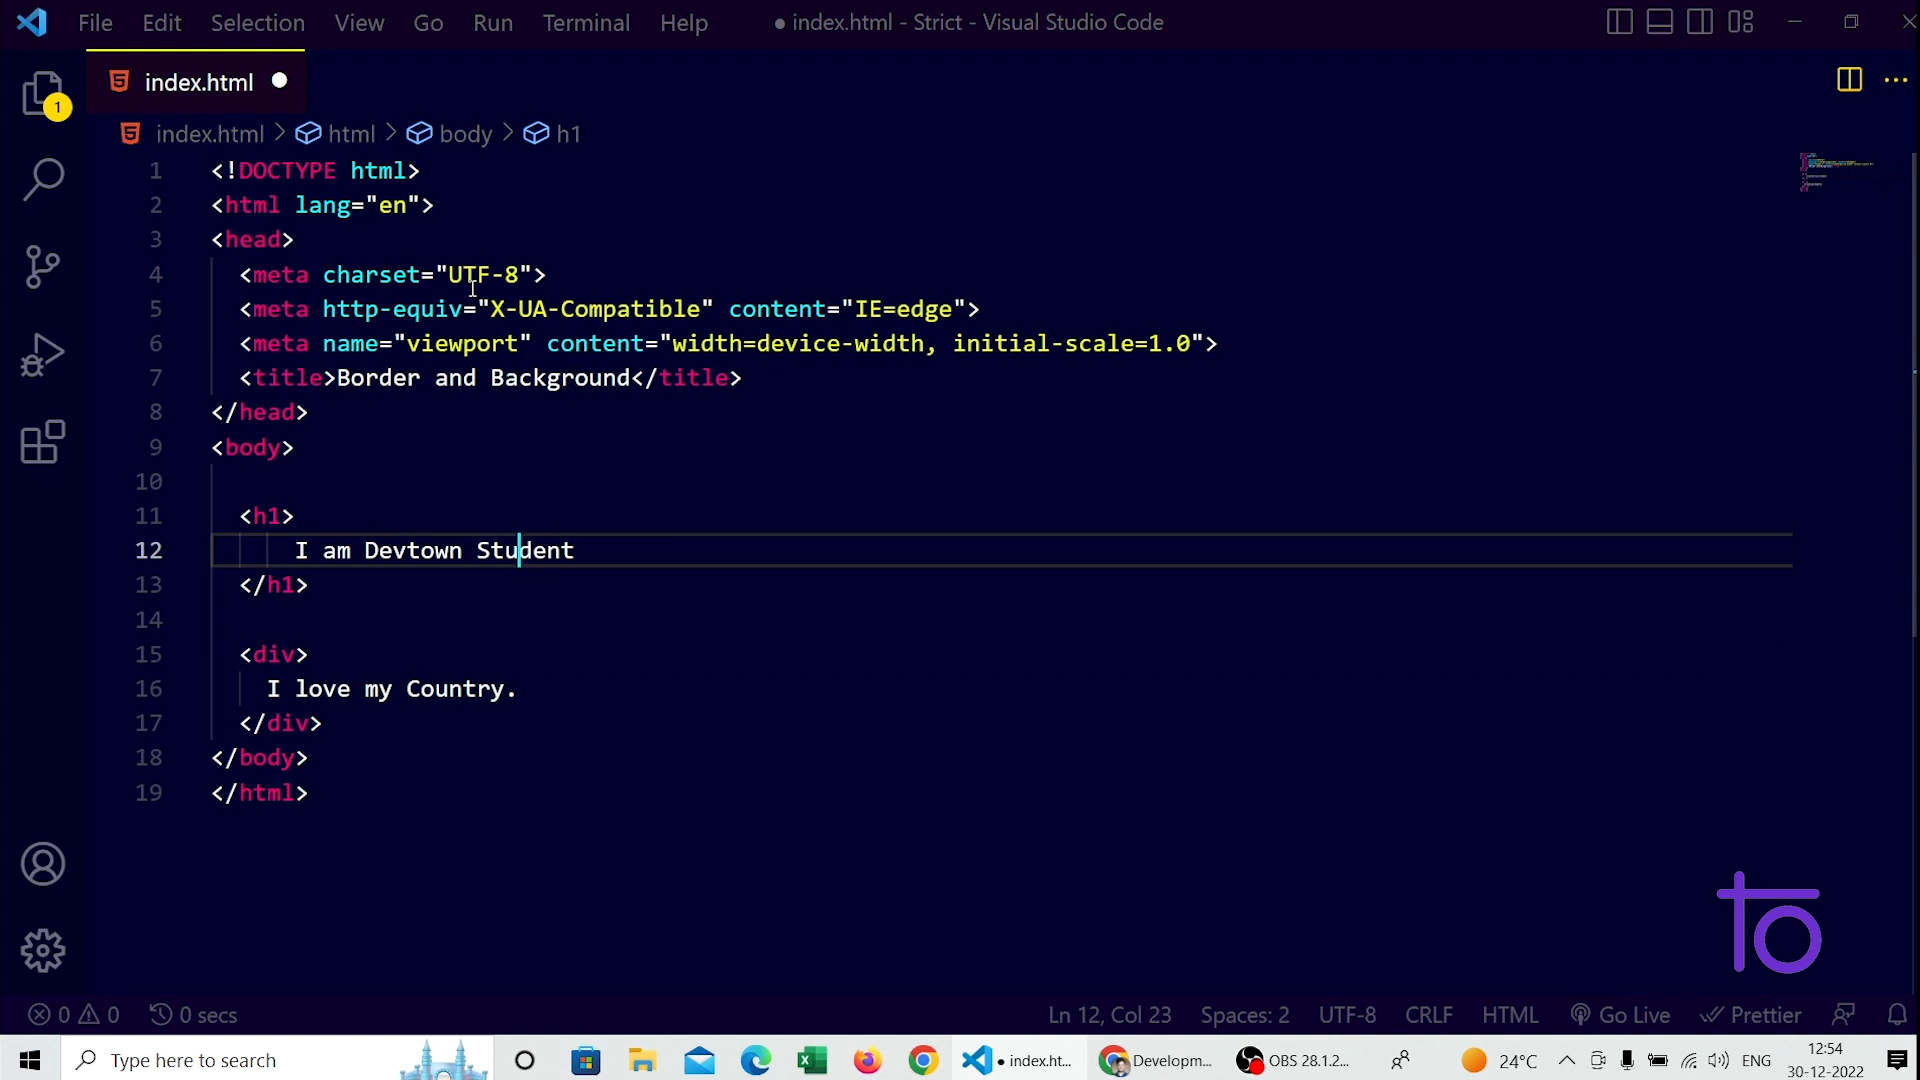 File Edit Selection View Go Run Terminal Help ● index.html - Strict - Visual Studio Code
index.html
1
index.html > html > body > h1
1 <!DOCTYPE html>
2 <html lang="en">
3 <head>
4 <meta charset="UTF-8">
5 <meta http-equiv="X-UA-Compatible" content="IE=edge">
6 <meta name="viewport" content="width=device-width, initial-scale=1.0">
7 <title>Border and Background</title>
8 </head>
9 <body>
10
11 <h1>
12 I am Devtown Student
13 </h1>
14
15 <div>
16 I love my Country.
17 </div>
18 </body>
19 </html>
0 0 0 secs Ln 12, Col 23 Spaces: 2 UTF-8 CRLF HTML Go Live Prettier
Type here to search ● index.ht... Developm... OBS 28.1.2... 24°C ENG 12:54
30-12-2022